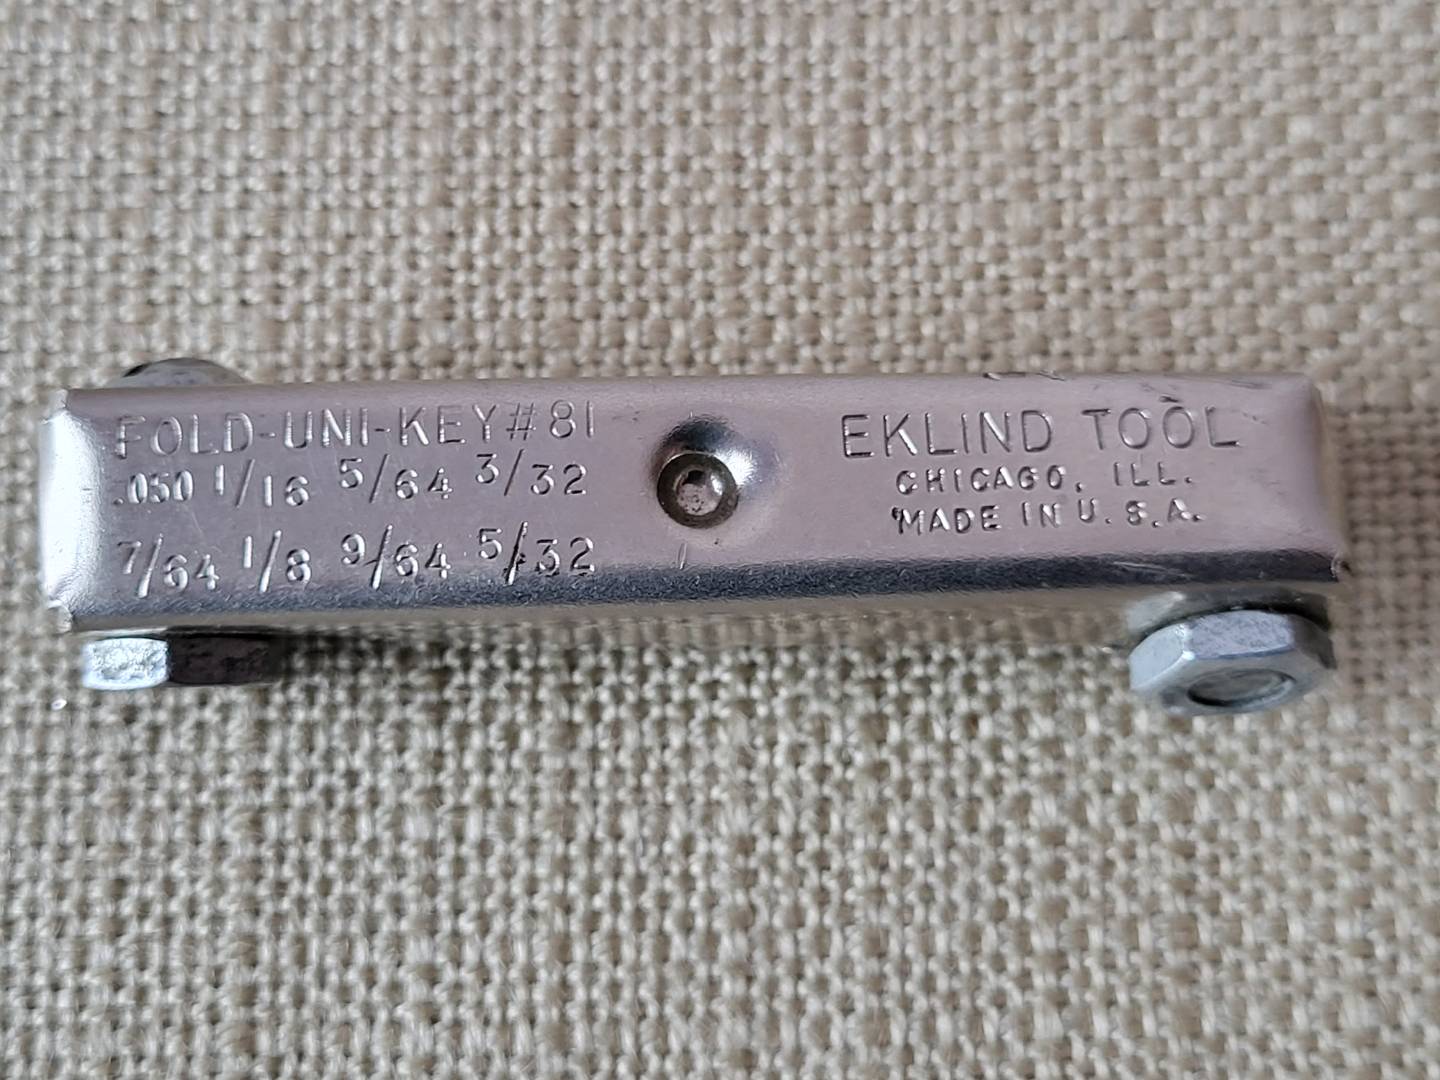 FOLD-UNI-KEY#81
.050 1/16 5/64 3/32
7/64 1/8 9/64 5/32
EKLIND TOOL
CHICAGO, ILL.
MADE IN U.S.A.